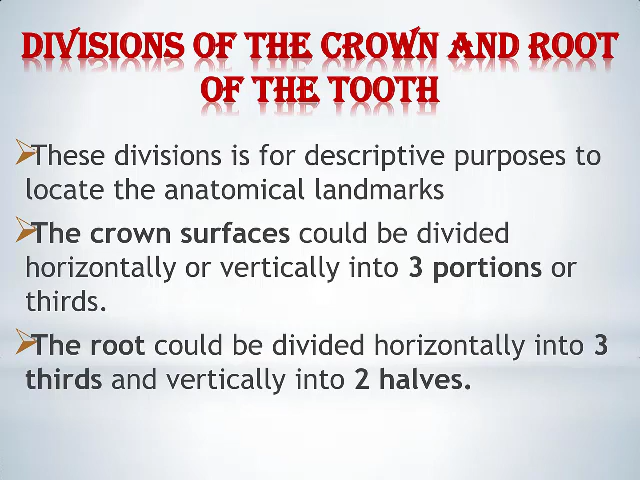 DIVISIONS OF THE CROWN AND ROOT
OF THE TOOTH
These divisions is for descriptive purposes to
locate the anatomical landmarks
The crown surfaces could be divided
horizontally or vertically into 3 portions or
thirds.
The root could be divided horizontally into 3
thirds and vertically into 2 halves.